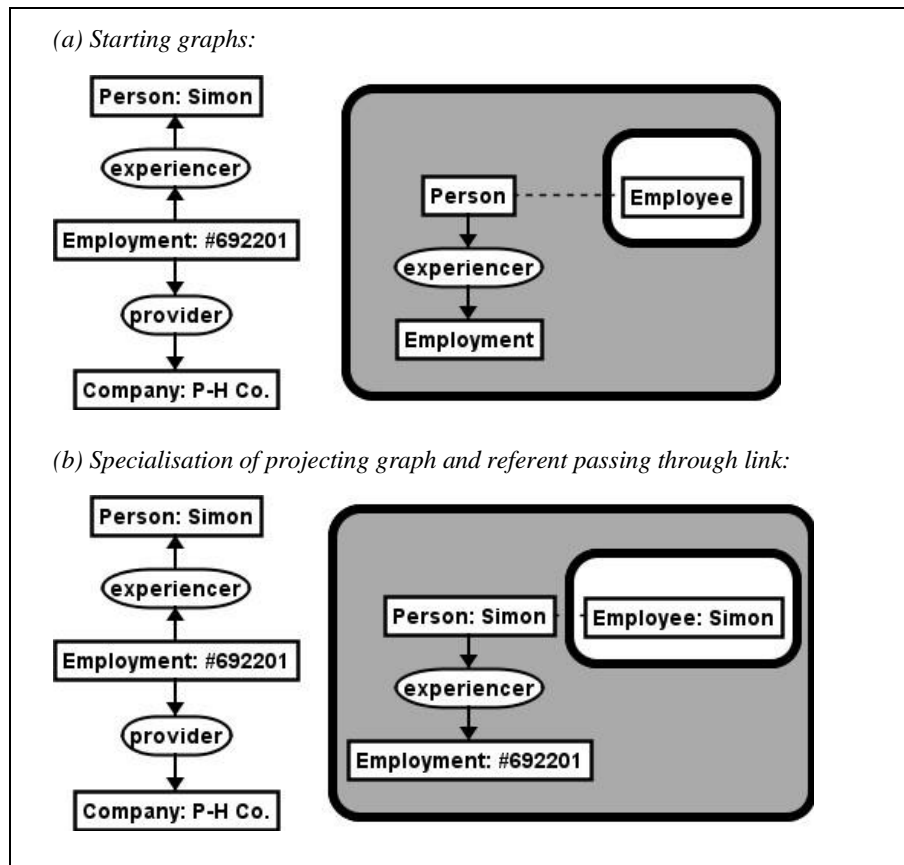 (a) Starting graphs:
Person: Simon
experiencer
Employment: #692201
provider
Company: P-H Co.
Person
Employee
experiencer
Employment
(b) Specialisation of projecting graph and referent passing through link:
Person: Simon
experiencer
Employment: #692201
provider
Company: P-H Co.
Person: Simon
Employee: Simon
experiencer
Employment: #692201